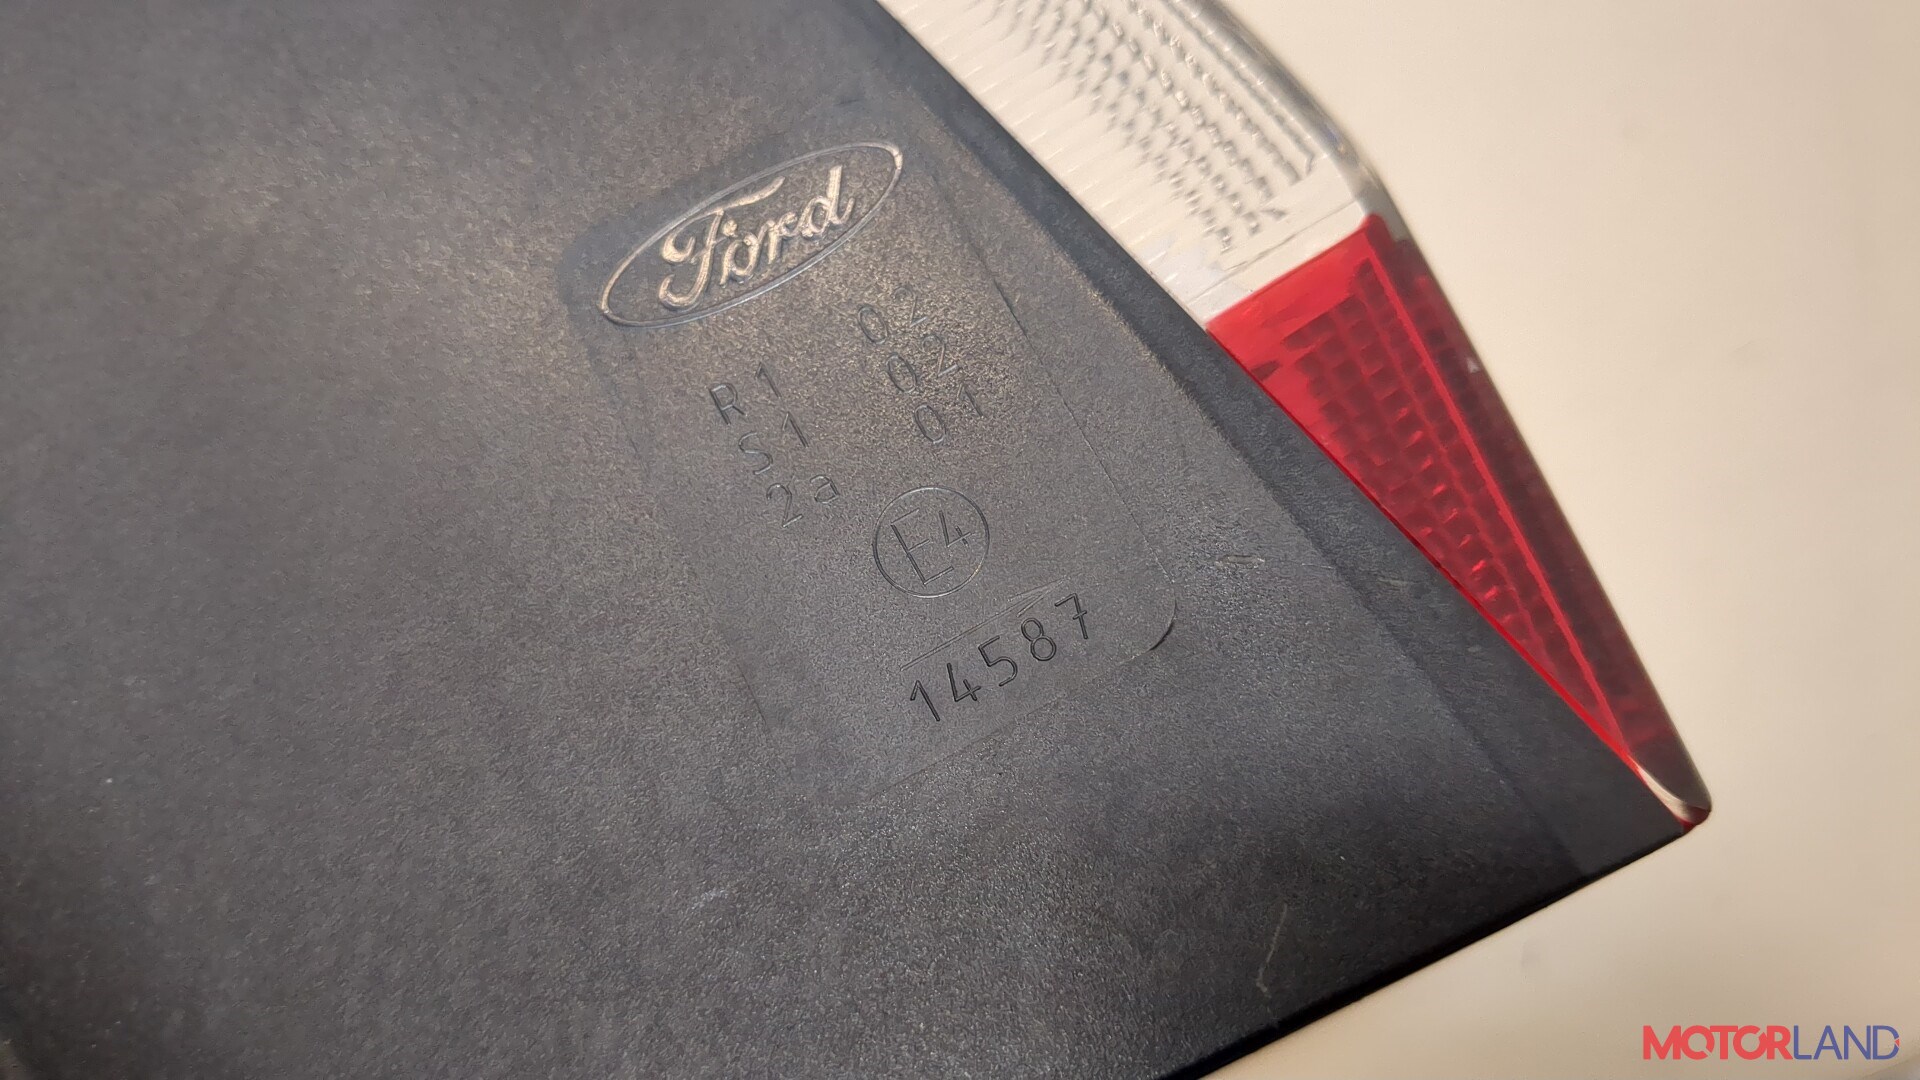 Ford
R1 02
S1 02
2a 01
E4
14587
MOTORLAND